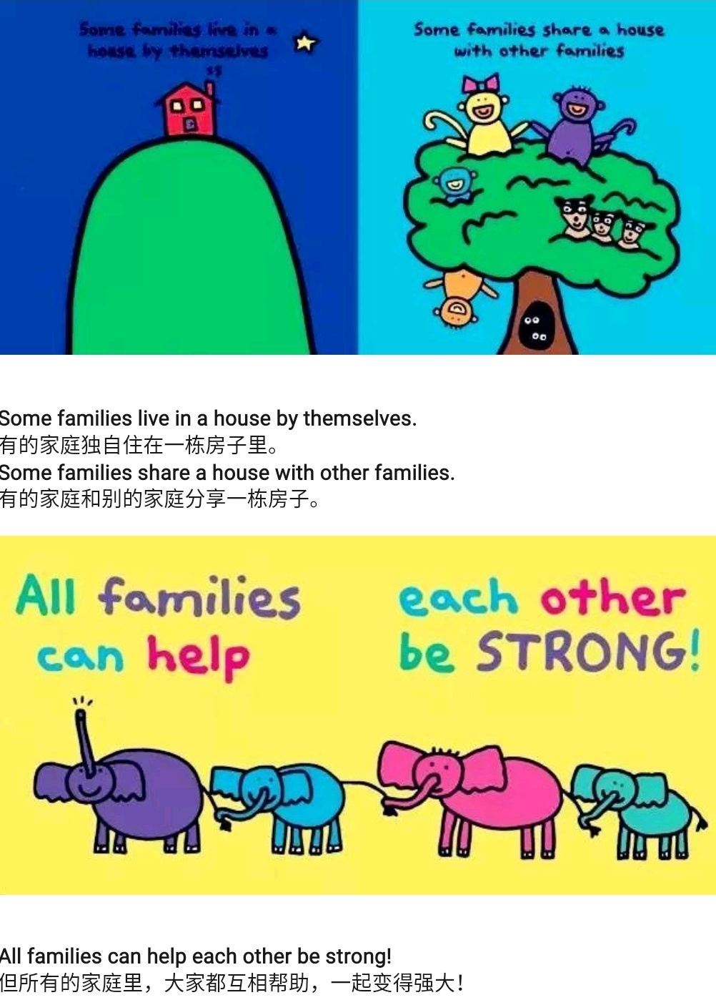 Some families live in a
house by themselves
Some families share a house
with other families
Some families live in a house by themselves.
有的家庭独自住在一栋房子里。
Some families share a house with other families.
有的家庭和别的家庭分享一栋房子。
All families
can help
each other
be STRONG!
All families can help each other be strong!
但所有的家庭里，大家都互相帮助，一起变得强大！